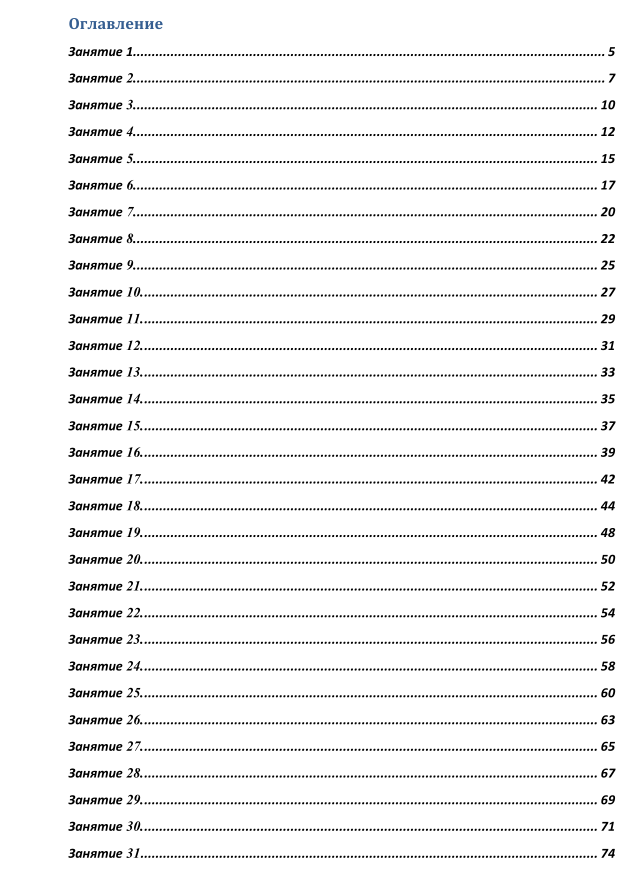 Оглавление
Занятие 1 5
Занятие 2 7
Занятие 3 10
Занятие 4 12
Занятие 5 15
Занятие 6 17
Занятие 7 20
Занятие 8 22
Занятие 9 25
Занятие 10 27
Занятие 11 29
Занятие 12 31
Занятие 13 33
Занятие 14 35
Занятие 15 37
Занятие 16 39
Занятие 17 42
Занятие 18 44
Занятие 19 48
Занятие 20 50
Занятие 21 52
Занятие 22 54
Занятие 23 56
Занятие 24 58
Занятие 25 60
Занятие 26 63
Занятие 27 65
Занятие 28 67
Занятие 29 69
Занятие 30 71
Занятие 31 74